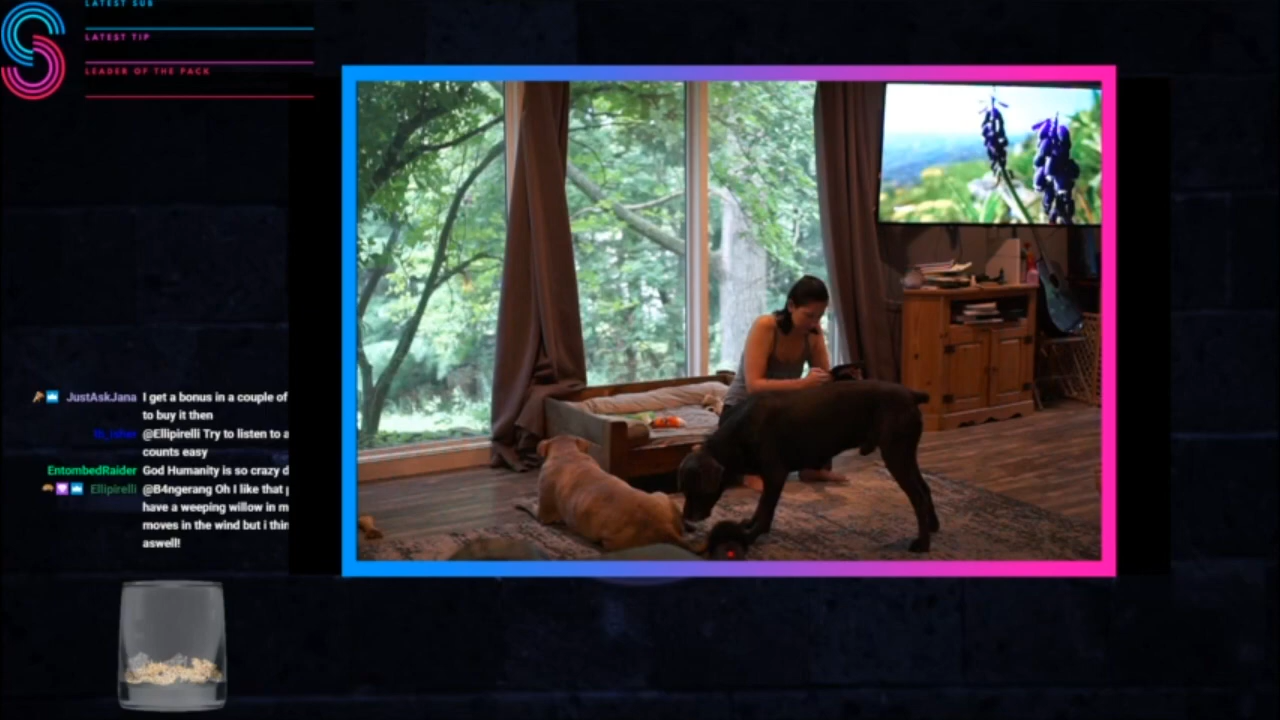 LATEST SUB
LATEST TIP
LEADER OF THE PACK
JustAskJana I get a bonus in a couple of
to buy it then
@Ellipirelli Try to listen to a
counts easy
EntombedRaider God Humanity is so crazy d
Ellipirelli @B4ngerang Oh I like that
have a weeping willow in m
moves in the wind but i thin
aswell!